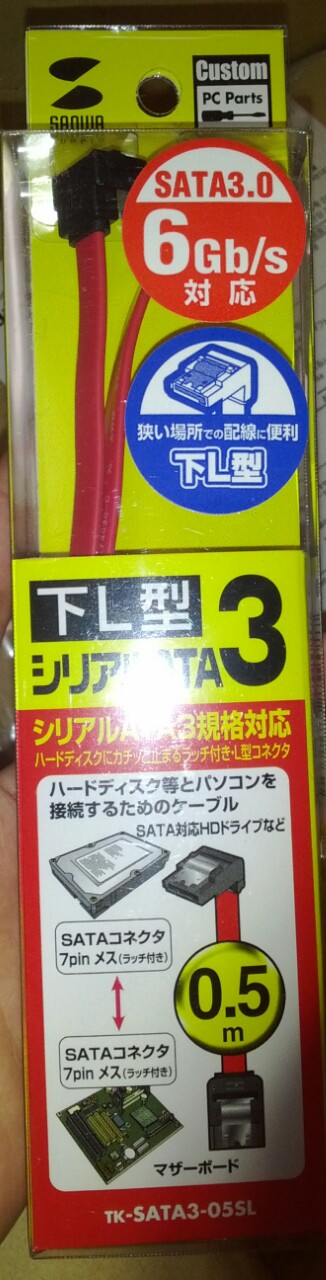 SANWA
SUPPLY
Custom
PC Parts
SATA3.0
6Gb/s
対応
狭い場所での配線に便利
下L型
下L型
シリアルATA3
シリアルATA3規格対応
ハードディスクにカチッと止まるラッチ付き・L型コネクタ
ハードディスク等とパソコンを
接続するためのケーブル
SATA対応HDドライブなど
SATAコネクタ
7pin メス(ラッチ付き)
0.5
m
SATAコネクタ
7pin メス(ラッチ付き)
マザーボード
TK-SATA3-05SL